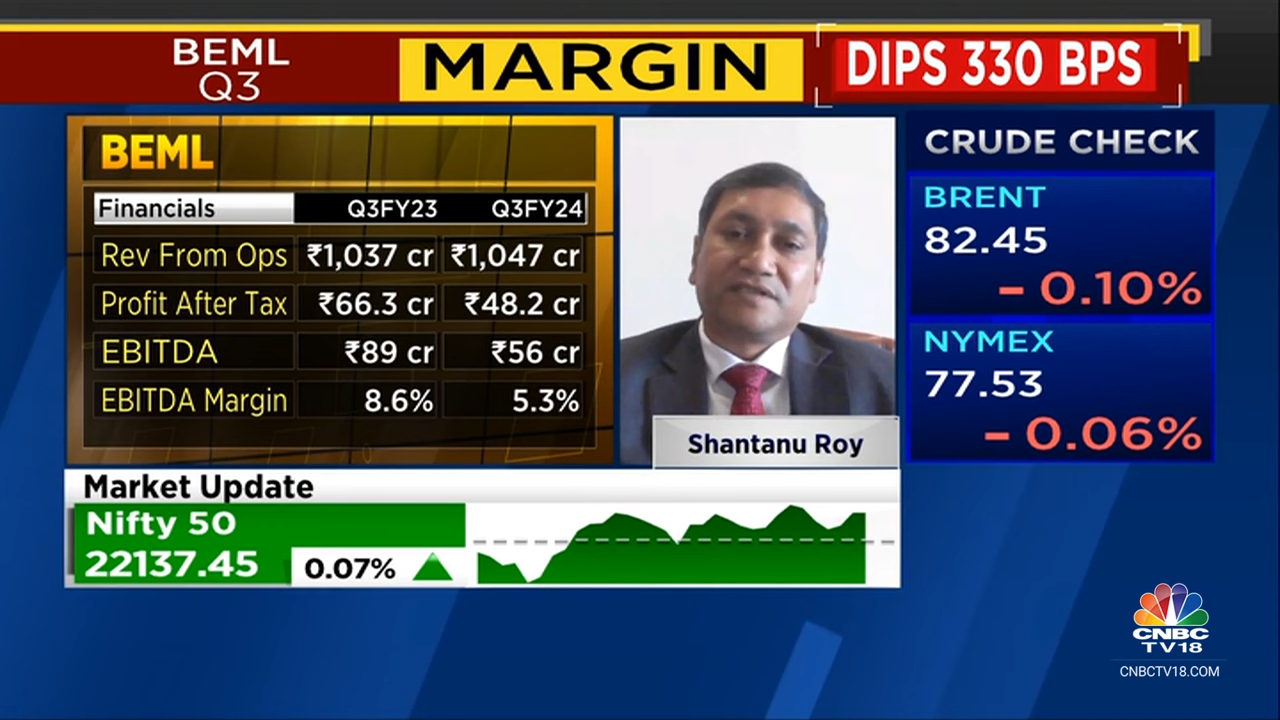 BEML
Q3
MARGIN
DIPS 330 BPS
BEML
Financials Q3FY23 Q3FY24
Rev From Ops ₹1,037 cr ₹1,047 cr
Profit After Tax ₹66.3 cr ₹48.2 cr
EBITDA ₹89 cr ₹56 cr
EBITDA Margin 8.6% 5.3%
Shantanu Roy
CRUDE CHECK
BRENT
82.45
– 0.10%
NYMEX
77.53
– 0.06%
Market Update
Nifty 50
22137.45 0.07%
CNBC
TV18
CNBCTV18.COM